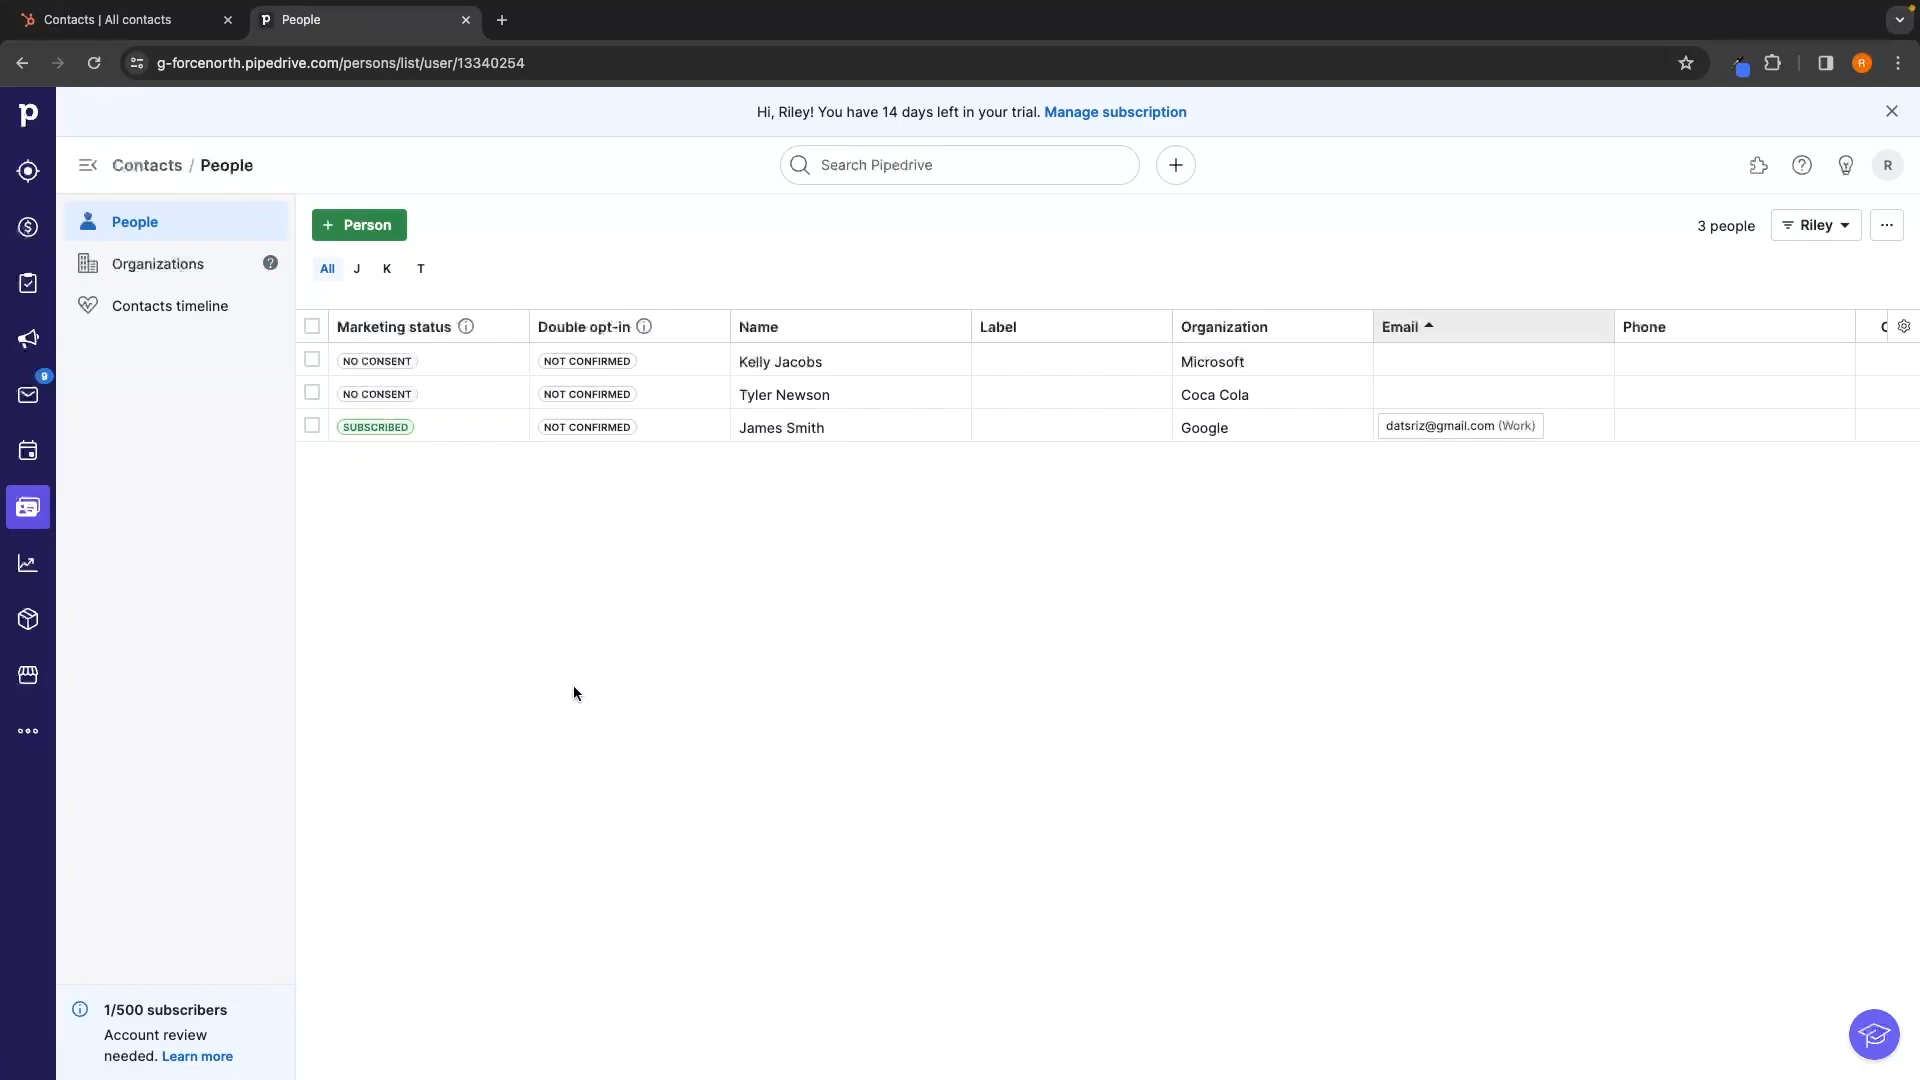 Contacts | All contacts
People
g-forcenorth.pipedrive.com/persons/list/user/13340254
R
Hi, Riley! You have 14 days left in your trial. Manage subscription
Contacts / People
Search Pipedrive
R
9
People
Organizations
Contacts timeline
+ Person
3 people
Riley
All J K T
Marketing status Double opt-in Name Label Organization Email Phone
NO CONSENT NOT CONFIRMED Kelly Jacobs Microsoft
NO CONSENT NOT CONFIRMED Tyler Newson Coca Cola
SUBSCRIBED NOT CONFIRMED James Smith Google datsriz@gmail.com (Work)
1/500 subscribers
Account review
needed. Learn more